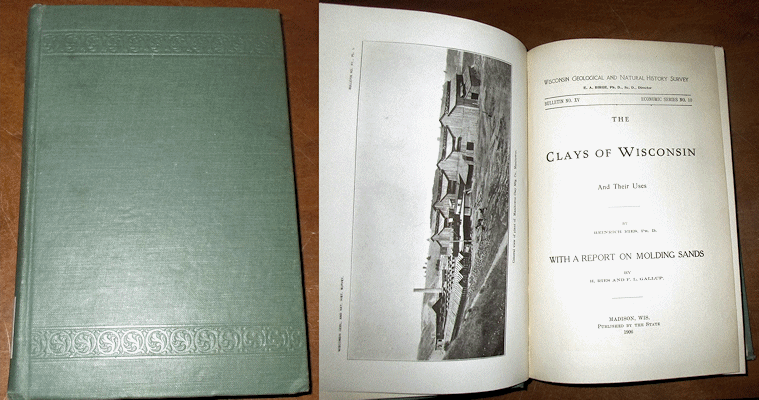 WISCONSIN GEOLOGICAL AND NATURAL HISTORY SURVEY
E. A. BIRGE, Ph. D., Sc. D., Director
BULLETIN NO. XV ECONOMIC SERIES NO. 10
THE
CLAYS OF WISCONSIN
And Their Uses
BY
HEINRICH RIES, Ph. D.
WITH A REPORT ON MOLDING SANDS
BY
H. RIES AND F. L. GALLUP.
MADISON, WIS.
PUBLISHED BY THE STATE
1906